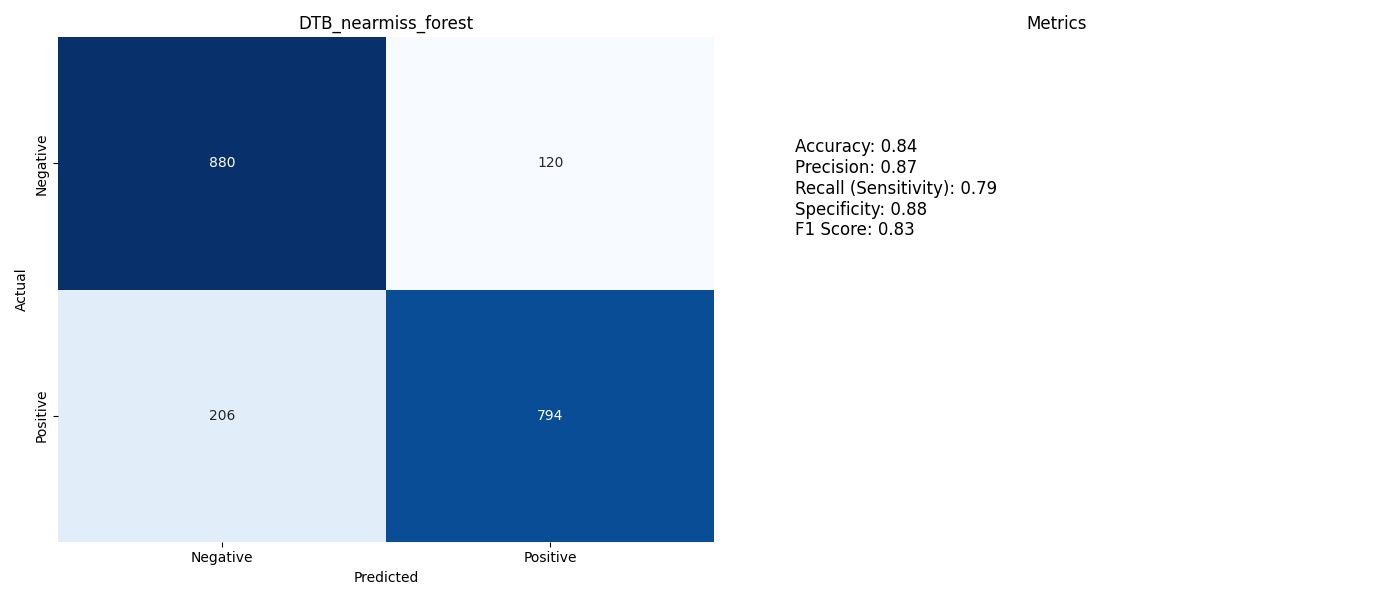 DTB_nearmiss_forest
Negative
880
120
Actual
Positive
206
794
Negative
Positive
Predicted
Metrics
Accuracy: 0.84
Precision: 0.87
Recall (Sensitivity): 0.79
Specificity: 0.88
F1 Score: 0.83